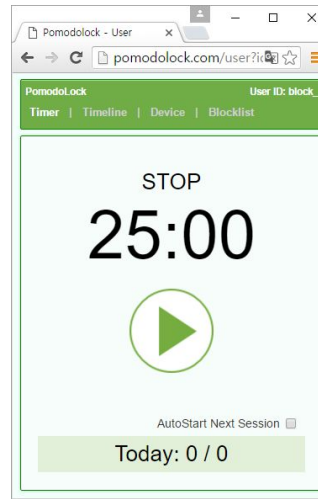 Pomodolock - User
pomodolock.com/user?i
PomodoLock User ID: block_
Timer | Timeline | Device | Blocklist
STOP
25:00
AutoStart Next Session
Today: 0 / 0